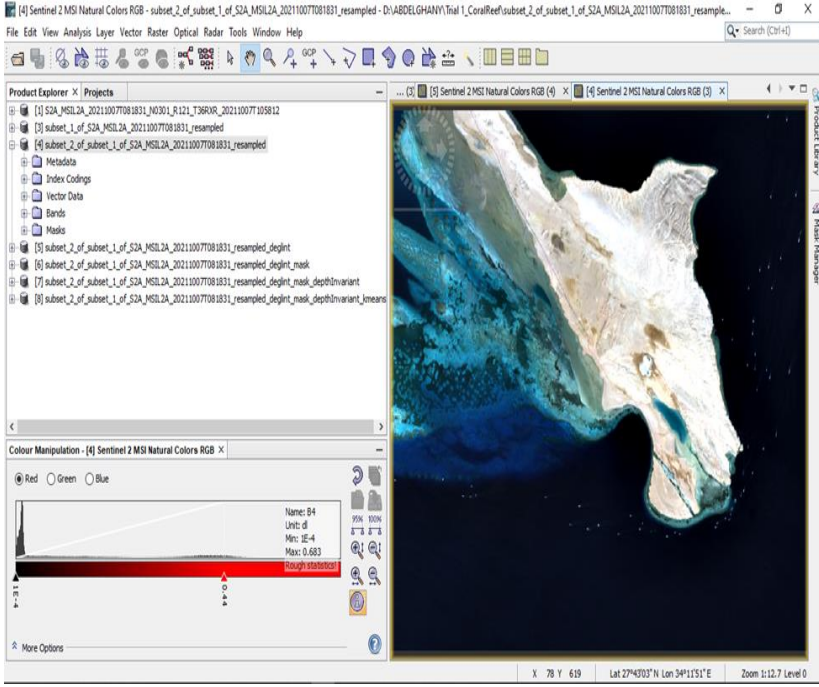 [4] Sentinel 2 MSI Natural Colors RGB - subset_2_of_subset_1_of_S2A_MSIL2A_20211007T081831_resampled - D:\ABDELGHANY\Trial 1_CoralReef\subset_2_of_subset_1_of_S2A_MSIL2A_20211007T081831_resample...
File Edit View Analysis Layer Vector Raster Optical Radar Tools Window Help
Search (Ctrl+I)
GCP GCP
Product Explorer × Projects
... (3) [5] Sentinel 2 MSI Natural Colors RGB (4) × [4] Sentinel 2 MSI Natural Colors RGB (3) ×
[1] S2A_MSIL2A_20211007T081831_N0301_R121_T36RXR_20211007T105812
[3] subset_1_of_S2A_MSIL2A_20211007T081831_resampled
[4] subset_2_of_subset_1_of_S2A_MSIL2A_20211007T081831_resampled
Metadata
Index Codings
Vector Data
Bands
Masks
[5] subset_2_of_subset_1_of_S2A_MSIL2A_20211007T081831_resampled_deglint
[6] subset_2_of_subset_1_of_S2A_MSIL2A_20211007T081831_resampled_deglint_mask
[7] subset_2_of_subset_1_of_S2A_MSIL2A_20211007T081831_resampled_deglint_mask_depthInvariant
[8] subset_2_of_subset_1_of_S2A_MSIL2A_20211007T081831_resampled_deglint_mask_depthInvariant_kmeans
Product Library
Mask Manager
Colour Manipulation - [4] Sentinel 2 MSI Natural Colors RGB ×
Red Green Blue
Name: B4
Unit: dl
Min: 1E-4
Max: 0.683
Rough statistics!
95% 100%
1E-4
0.44
More Options
X 78 Y 619 Lat 27°43'03" N Lon 34°11'51" E Zoom 1:12.7 Level 0